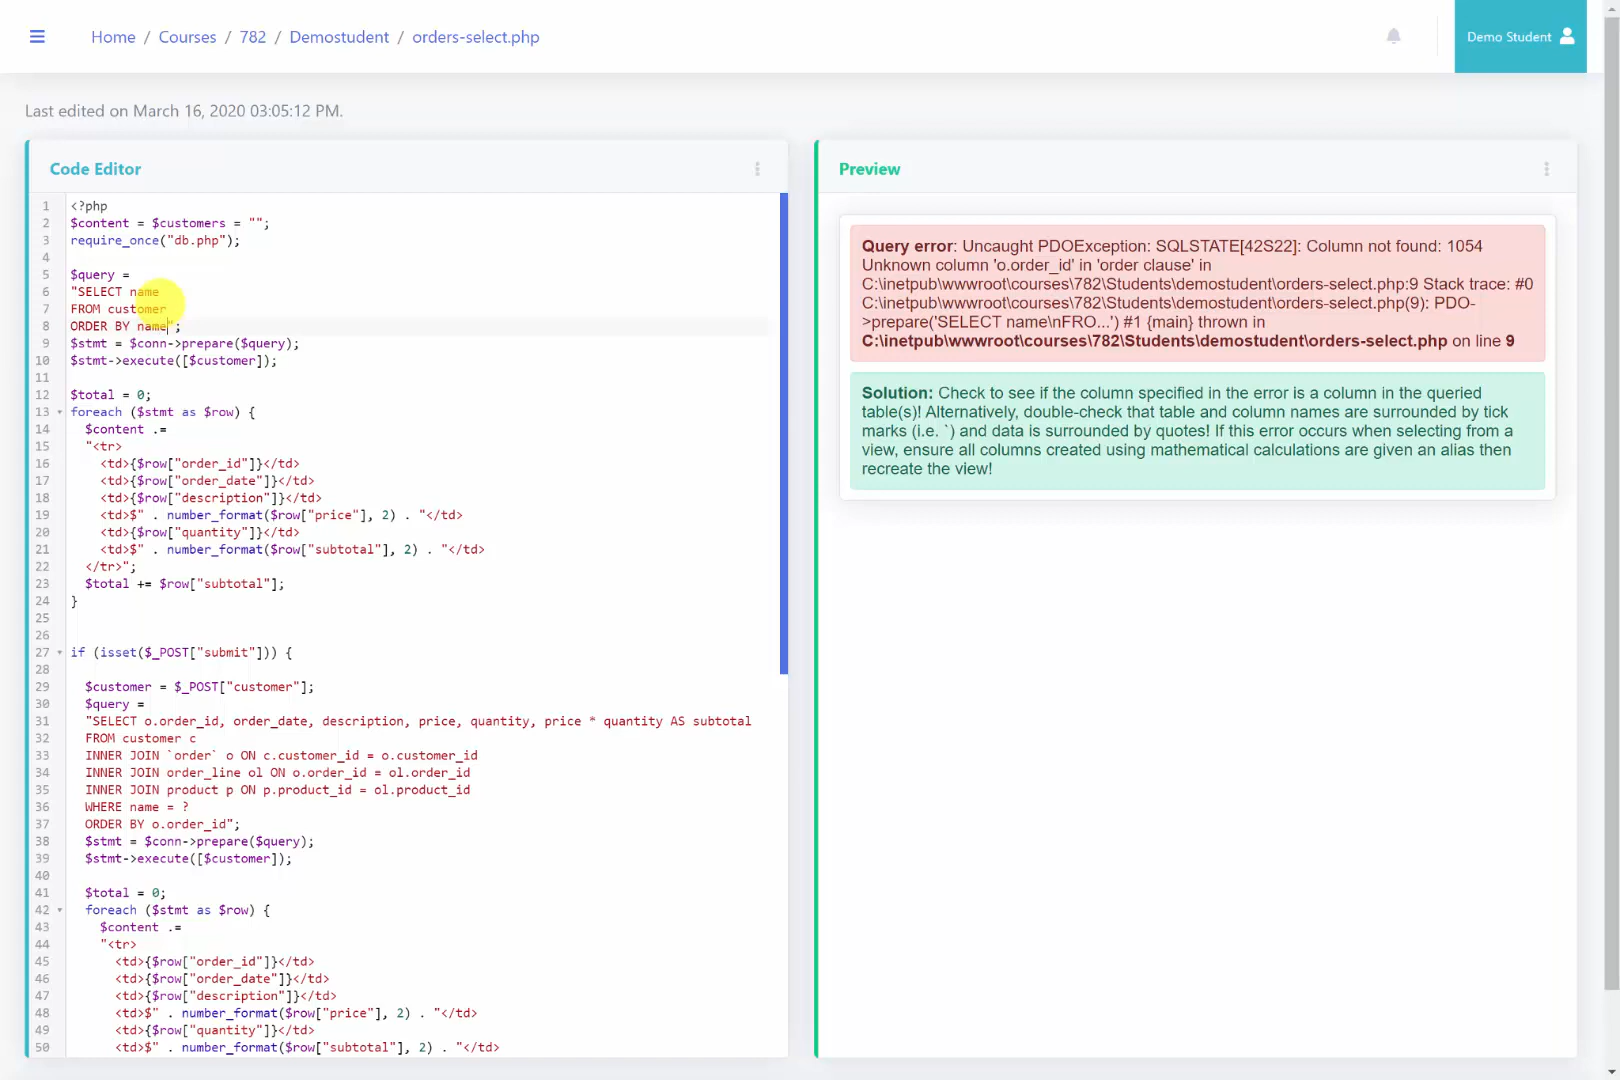 Home / Courses / 782 / Demostudent / orders-select.php
Demo Student
Last edited on March 16, 2020 03:05:12 PM.
Code Editor
1 <?php
2 $content = $customers = "";
3 require_once("db.php");
4
5 $query =
6 "SELECT name
7 FROM customer
8 ORDER BY name";
9 $stmt = $conn->prepare($query);
10 $stmt->execute([$customer]);
11
12 $total = 0;
13 foreach ($stmt as $row) {
14 $content .=
15 "<tr>
16 <td>{$row["order_id"]}</td>
17 <td>{$row["order_date"]}</td>
18 <td>{$row["description"]}</td>
19 <td>$" . number_format($row["price"], 2) . "</td>
20 <td>{$row["quantity"]}</td>
21 <td>$" . number_format($row["subtotal"], 2) . "</td>
22 </tr>";
23 $total += $row["subtotal"];
24 }
25
26
27 if (isset($_POST["submit"])) {
28
29 $customer = $_POST["customer"];
30 $query =
31 "SELECT o.order_id, order_date, description, price, quantity, price * quantity AS subtotal
32 FROM customer c
33 INNER JOIN `order` o ON c.customer_id = o.customer_id
34 INNER JOIN order_line ol ON o.order_id = ol.order_id
35 INNER JOIN product p ON p.product_id = ol.product_id
36 WHERE name = ?
37 ORDER BY o.order_id";
38 $stmt = $conn->prepare($query);
39 $stmt->execute([$customer]);
40
41 $total = 0;
42 foreach ($stmt as $row) {
43 $content .=
44 "<tr>
45 <td>{$row["order_id"]}</td>
46 <td>{$row["order_date"]}</td>
47 <td>{$row["description"]}</td>
48 <td>$" . number_format($row["price"], 2) . "</td>
49 <td>{$row["quantity"]}</td>
50 <td>$" . number_format($row["subtotal"], 2) . "</td>
Preview
Query error: Uncaught PDOException: SQLSTATE[42S22]: Column not found: 1054
Unknown column 'o.order_id' in 'order clause' in
C:\inetpub\wwwroot\courses\782\Students\demostudent\orders-select.php:9 Stack trace: #0
C:\inetpub\wwwroot\courses\782\Students\demostudent\orders-select.php(9): PDO-
>prepare('SELECT name\nFRO...') #1 {main} thrown in
C:\inetpub\wwwroot\courses\782\Students\demostudent\orders-select.php on line 9
Solution: Check to see if the column specified in the error is a column in the queried
table(s)! Alternatively, double-check that table and column names are surrounded by tick
marks (i.e. `) and data is surrounded by quotes! If this error occurs when selecting from a
view, ensure all columns created using mathematical calculations are given an alias then
recreate the view!